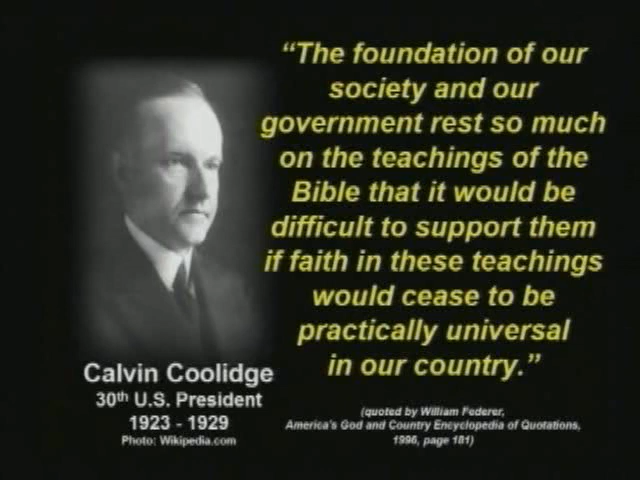 “The foundation of our
society and our
government rest so much
on the teachings of the
Bible that it would be
difficult to support them
if faith in these teachings
would cease to be
practically universal
in our country.”
Calvin Coolidge
30th U.S. President
1923 - 1929
Photo: Wikipedia.com
(quoted by William Federer,
America's God and Country Encyclopedia of Quotations,
1996, page 181)